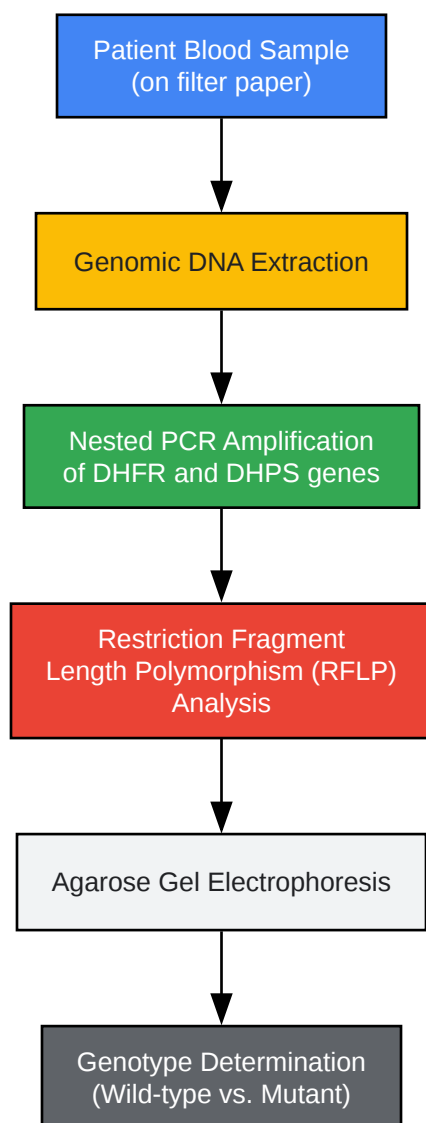 Patient Blood Sample
(on filter paper)
Genomic DNA Extraction
Nested PCR Amplification
of DHFR and DHPS genes
Restriction Fragment
Length Polymorphism (RFLP)
Analysis
Agarose Gel Electrophoresis
Genotype Determination
(Wild-type vs. Mutant)